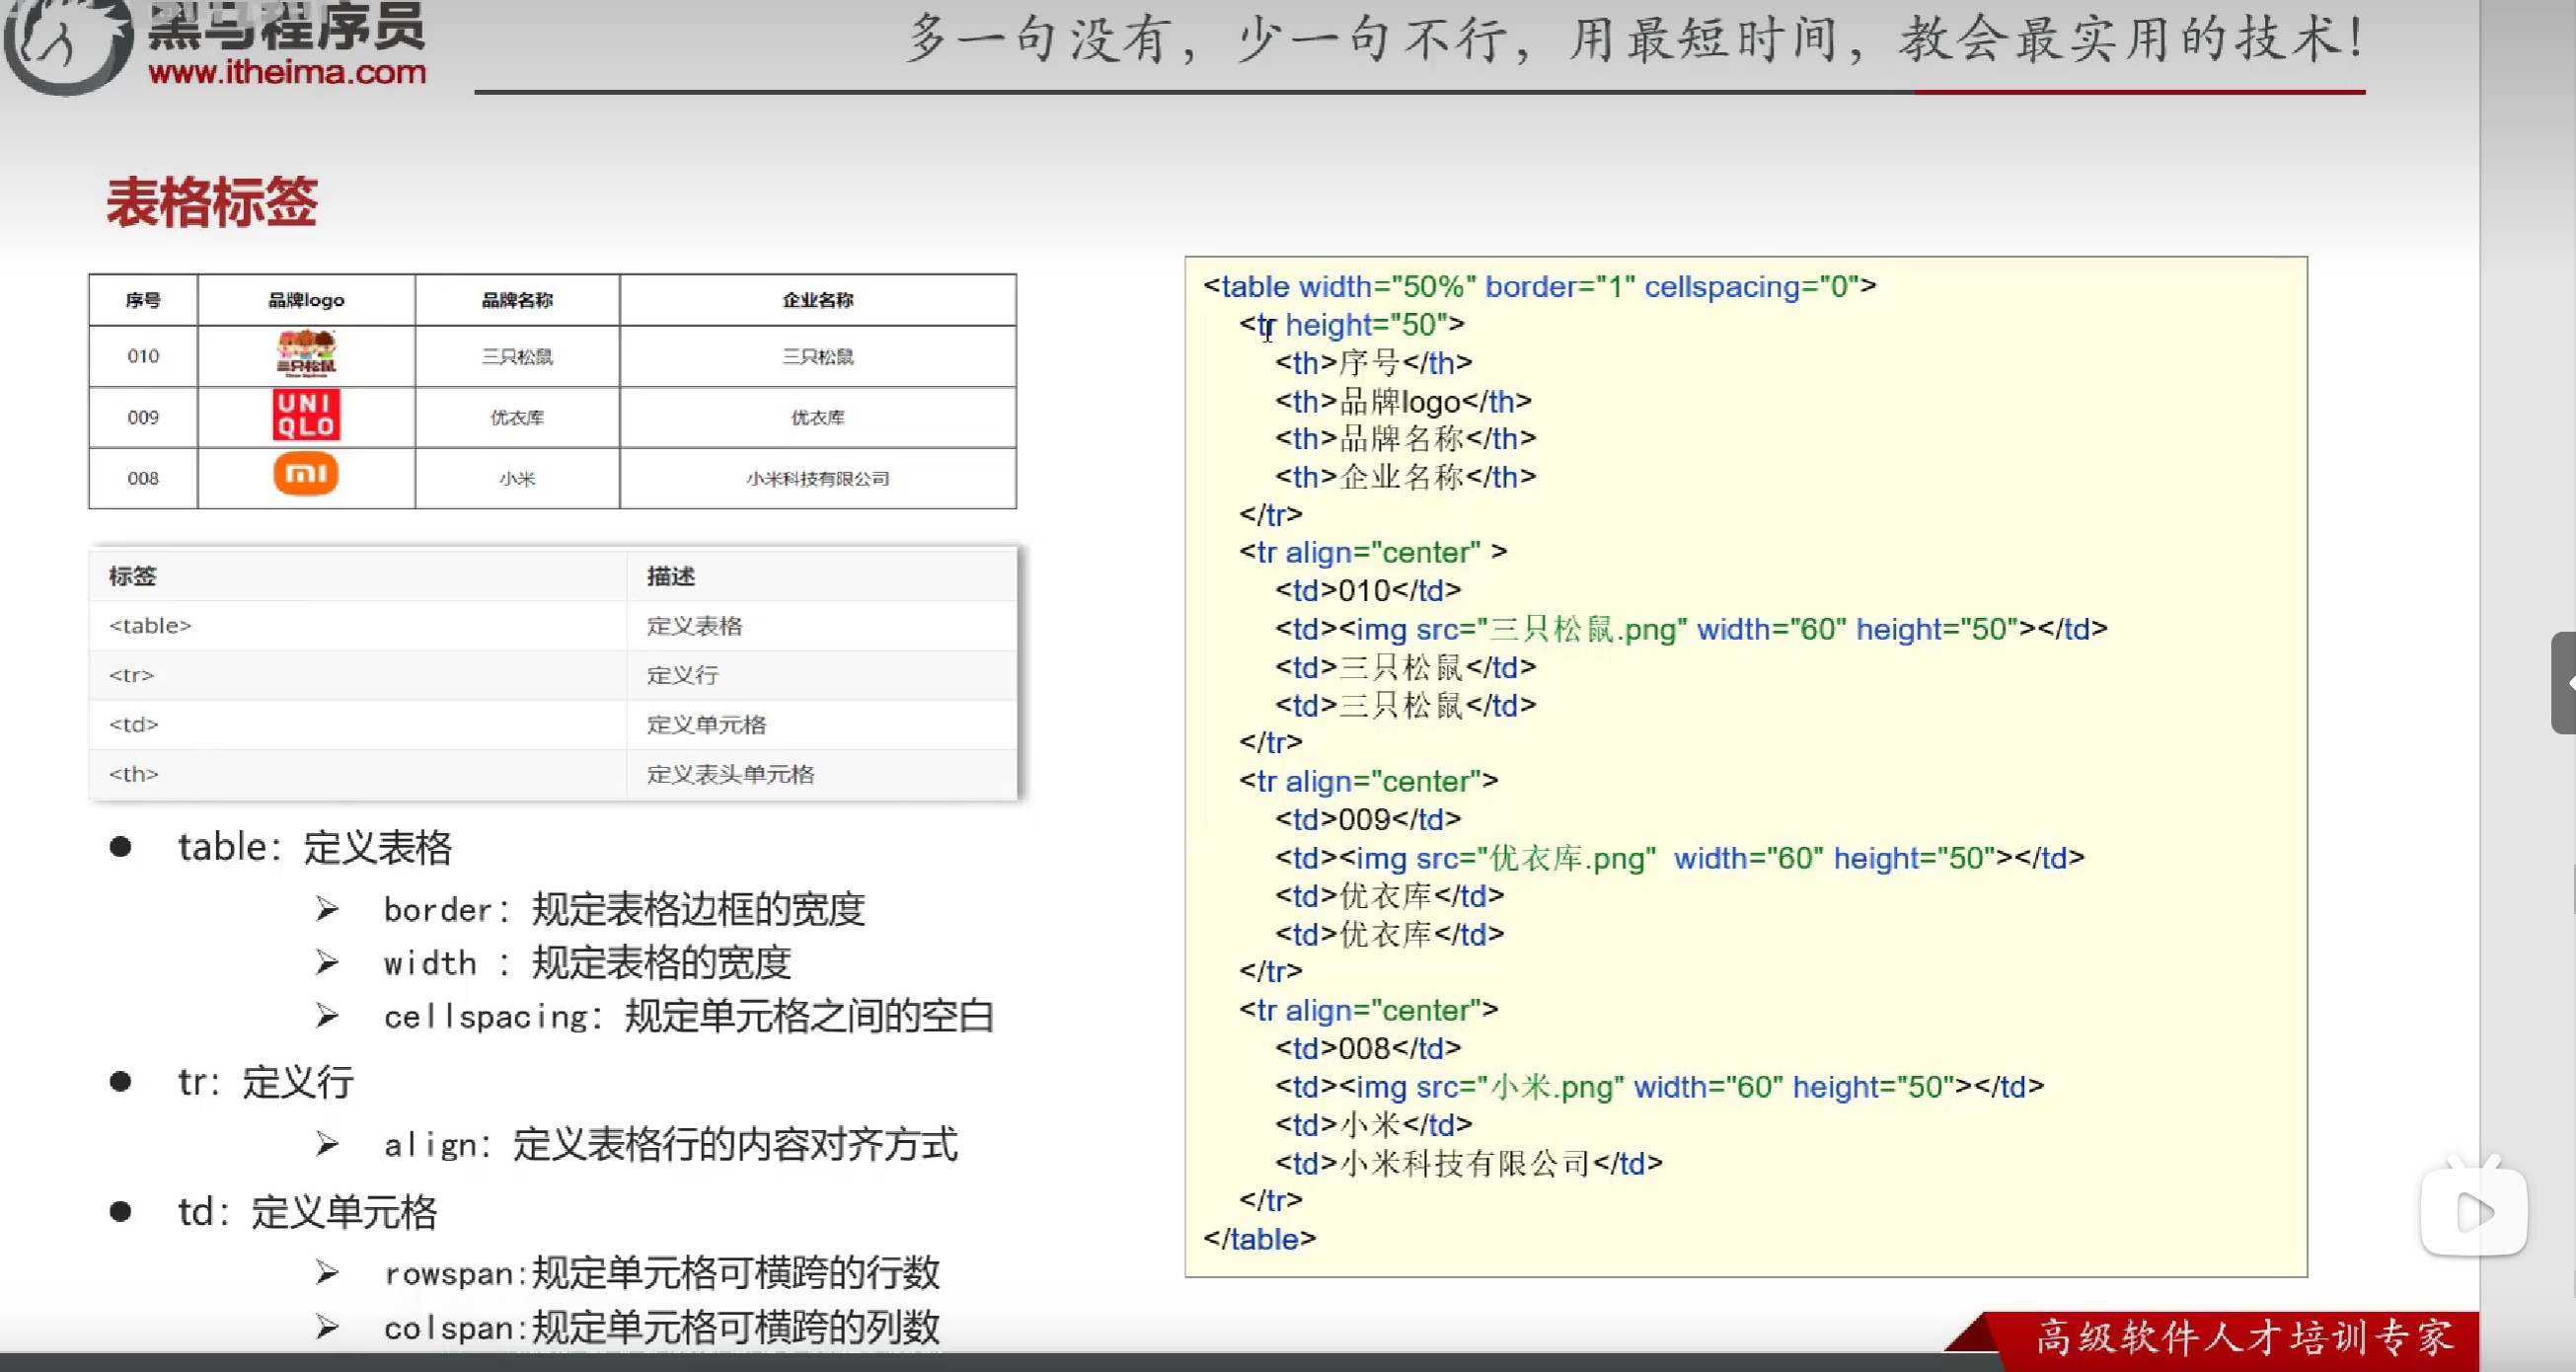 黑马程序员
www.itheima.com
多一句没有，少一句不行，用最短时间，教会最实用的技术！
表格标签
序号 品牌logo 品牌名称 企业名称
010 三只松鼠 三只松鼠 三只松鼠
009 UNI QLO 优衣库 优衣库
008 mi 小米 小米科技有限公司
标签 描述
<table> 定义表格
<tr> 定义行
<td> 定义单元格
<th> 定义表头单元格
● table：定义表格
➢ border：规定表格边框的宽度
➢ width ：规定表格的宽度
➢ cellspacing：规定单元格之间的空白
● tr：定义行
➢ align：定义表格行的内容对齐方式
● td：定义单元格
➢ rowspan:规定单元格可横跨的行数
➢ colspan:规定单元格可横跨的列数
<table width="50%" border="1" cellspacing="0">
<tr height="50">
<th>序号</th>
<th>品牌logo</th>
<th>品牌名称</th>
<th>企业名称</th>
</tr>
<tr align="center" >
<td>010</td>
<td><img src="三只松鼠.png" width="60" height="50"></td>
<td>三只松鼠</td>
<td>三只松鼠</td>
</tr>
<tr align="center">
<td>009</td>
<td><img src="优衣库.png"  width="60" height="50"></td>
<td>优衣库</td>
<td>优衣库</td>
</tr>
<tr align="center">
<td>008</td>
<td><img src="小米.png" width="60" height="50"></td>
<td>小米</td>
<td>小米科技有限公司</td>
</tr>
</table>
高级软件人才培训专家